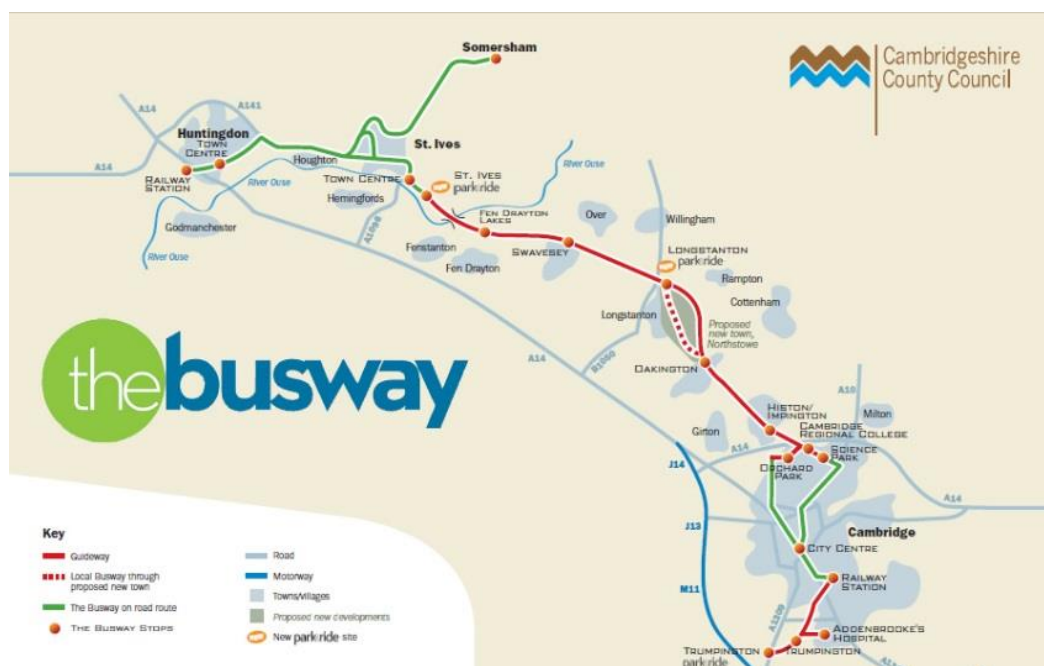 Somersham
Cambridgeshire
County Council
A14
A141
Huntingdon
TOWN
CENTRE
St. Ives
Houghton
A14
RAILWAY
STATION
River Ouse
TOWN CENTRE
ST. IVES
park&ride
River Ouse
Hemingfords
Godmanchester
A1096
FEN DRAYTON
LAKES
Over
Willingham
River Ouse
Fenstanton
SWAVESEY
LONGSTANTON
park&ride
Fen Drayton
Rampton
Cottenham
Longstanton
Proposed
new town,
Northstowe
A14
OAKINGTON
A10
thebusway
HISTON/
IMPINGTON
Milton
Girton
CAMBRIDGE
REGIONAL COLLEGE
A14
SCIENCE
PARK
J14
ORCHARD
PARK
A14
J13
Cambridge
CITY CENTRE
RAILWAY
STATION
M11
ADDENBROOKE'S
HOSPITAL
TRUMPINGTON
park&ride
TRUMPINGTON
Key
Guideway
Local Busway through
proposed new town
The Busway on road route
THE BUSWAY STOPS
Road
Motorway
Towns/villages
Proposed new developments
New park&ride site